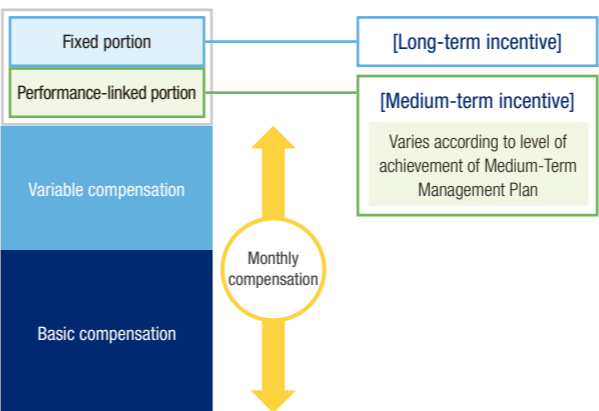 Fixed portion
[Long-term incentive]
Performance-linked portion
[Medium-term incentive]
Varies according to level of
achievement of Medium-Term
Management Plan
Variable compensation
Monthly
compensation
Basic compensation